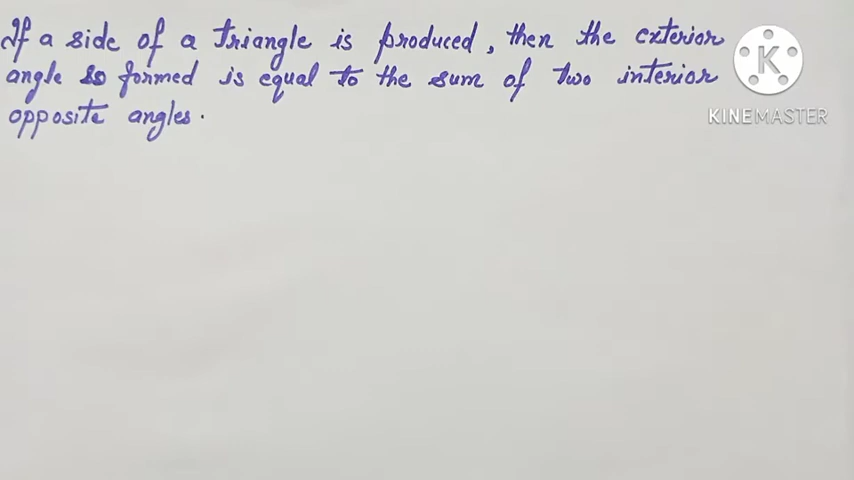 If a side of a triangle is produced, then the exterior
angle so formed is equal to the sum of two interior
opposite angles.
K
KINEMASTER